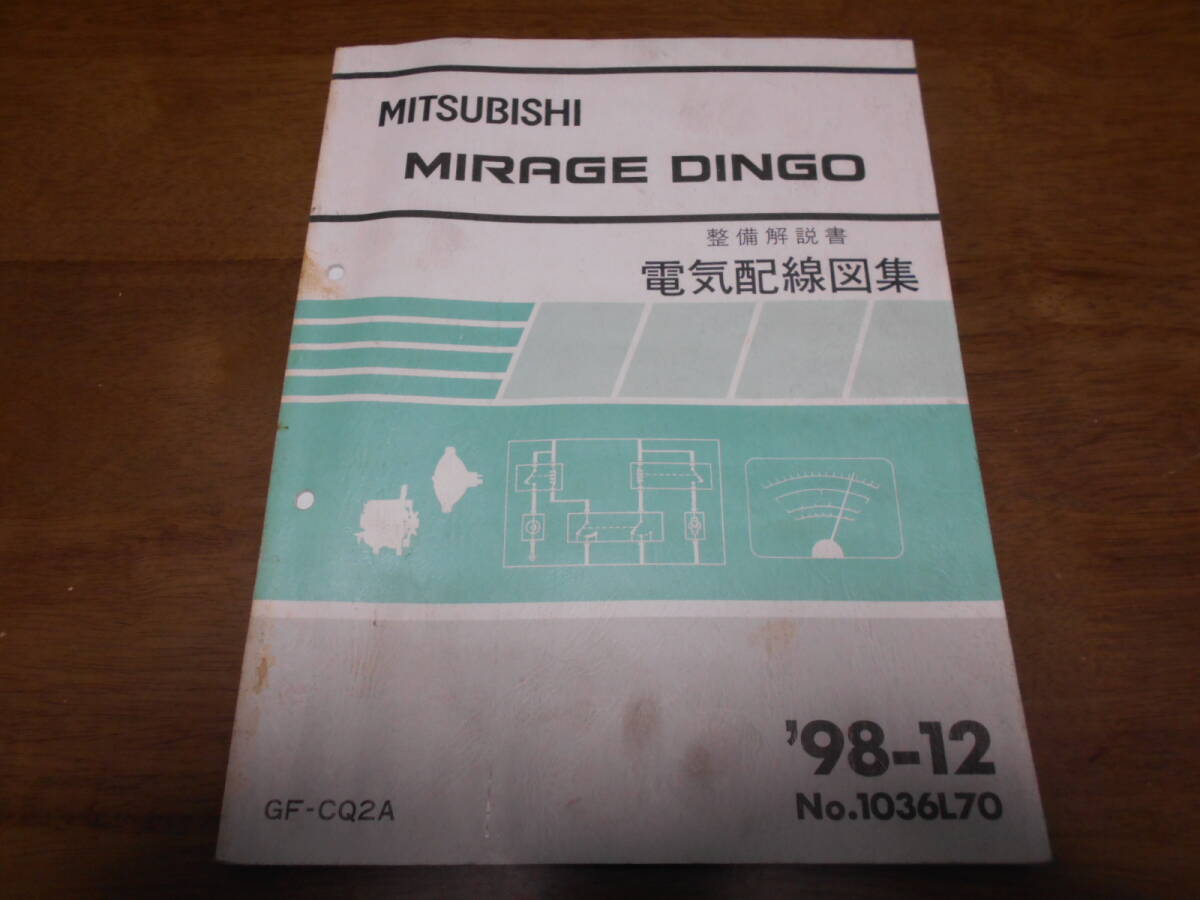 MITSUBISHI
MIRAGE DINGO
整備解説書
電気配線図集
'98-12
GF-CQ2A
No.1036L70